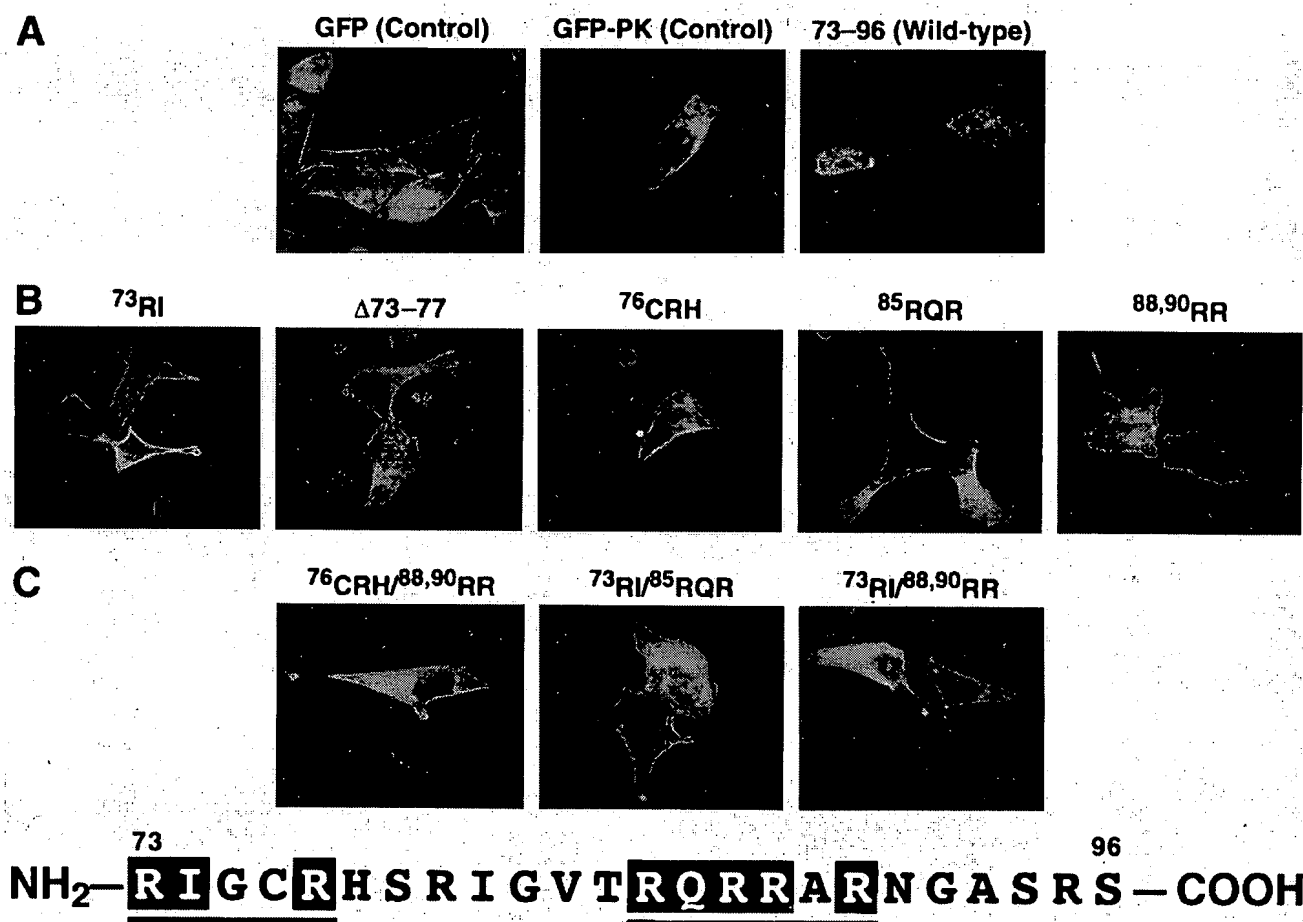 A
GFP (Control) GFP-PK (Control) 73–96 (Wild-type)
B
73RI Δ73–77 76CRH 85RQR 88,90RR
C
76CRH/88,90RR 73RI/85RQR 73RI/88,90RR
73 96
NH2–RIGCRHSRIGVTRQRRARNGASRS–COOH